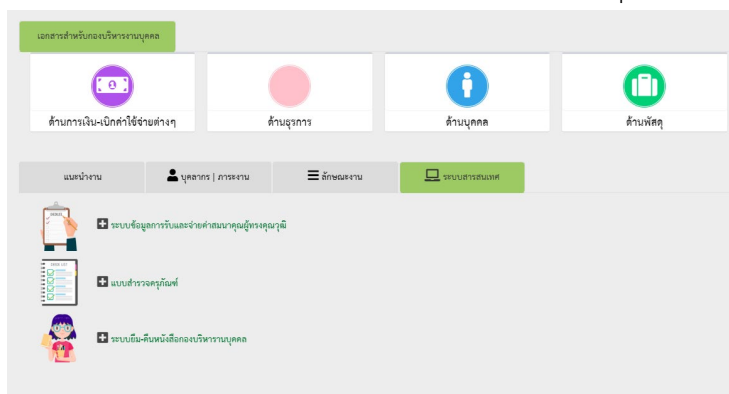 เอกสารสำหรับกองบริหารงานบุคคล
ด้านการเงิน-เบิกค่าใช้จ่ายต่างๆ
ด้านธุรการ
ด้านบุคคล
ด้านพัสดุ
แนะนำงาน
บุคลากร | ภาระงาน
ลักษณะงาน
ระบบสารสนเทศ
ระบบข้อมูลการรับและจ่ายค่าสมนาคุณผู้ทรงคุณวุฒิ
แบบสำรวจครุภัณฑ์
ระบบยืม-คืนหนังสือกองบริหารานบุคคล